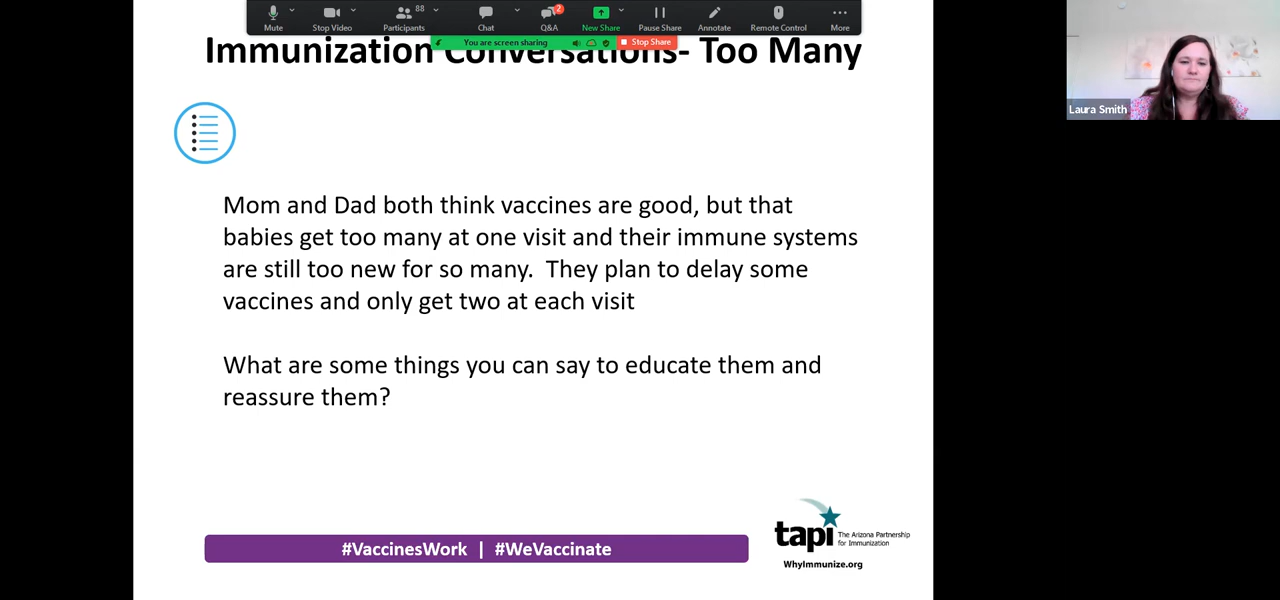 Mute
Stop Video
Participants
88
Chat
Q&A
2
New Share
Pause Share
Annotate
Remote Control
More
You are screen sharing
Stop Share
Immunization Conversations- Too Many
Laura Smith
Mom and Dad both think vaccines are good, but that
babies get too many at one visit and their immune systems
are still too new for so many.  They plan to delay some
vaccines and only get two at each visit
What are some things you can say to educate them and
reassure them?
#VaccinesWork | #WeVaccinate
tapi
The Arizona Partnership
for Immunization
WhyImmunize.org